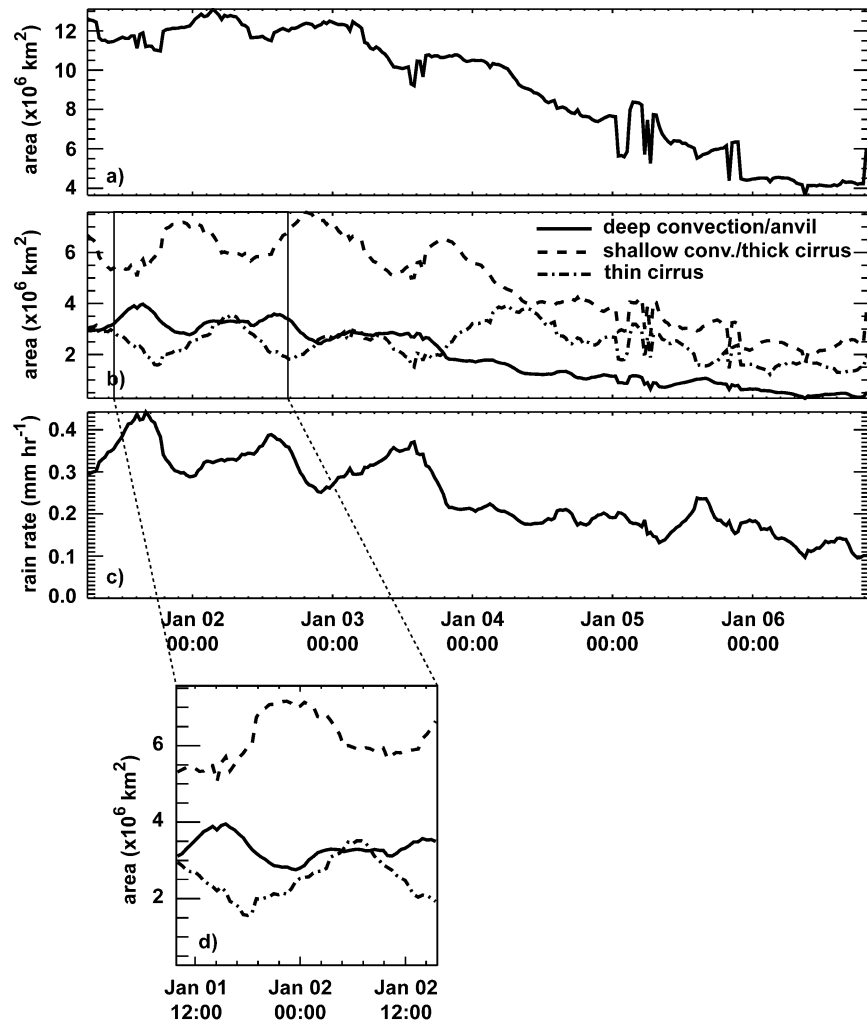 12
10
8
6
4
area (x10⁶ km²)
a)
deep convection/anvil
shallow conv./thick cirrus
thin cirrus
6
4
2
area (x10⁶ km²)
b)
0.4
0.3
0.2
0.1
0.0
rain rate (mm hr⁻¹)
c)
Jan 02 Jan 03 Jan 04 Jan 05 Jan 06
00:00 00:00 00:00 00:00 00:00
6
4
2
area (x10⁶ km²)
d)
Jan 01 Jan 02 Jan 02
12:00 00:00 12:00